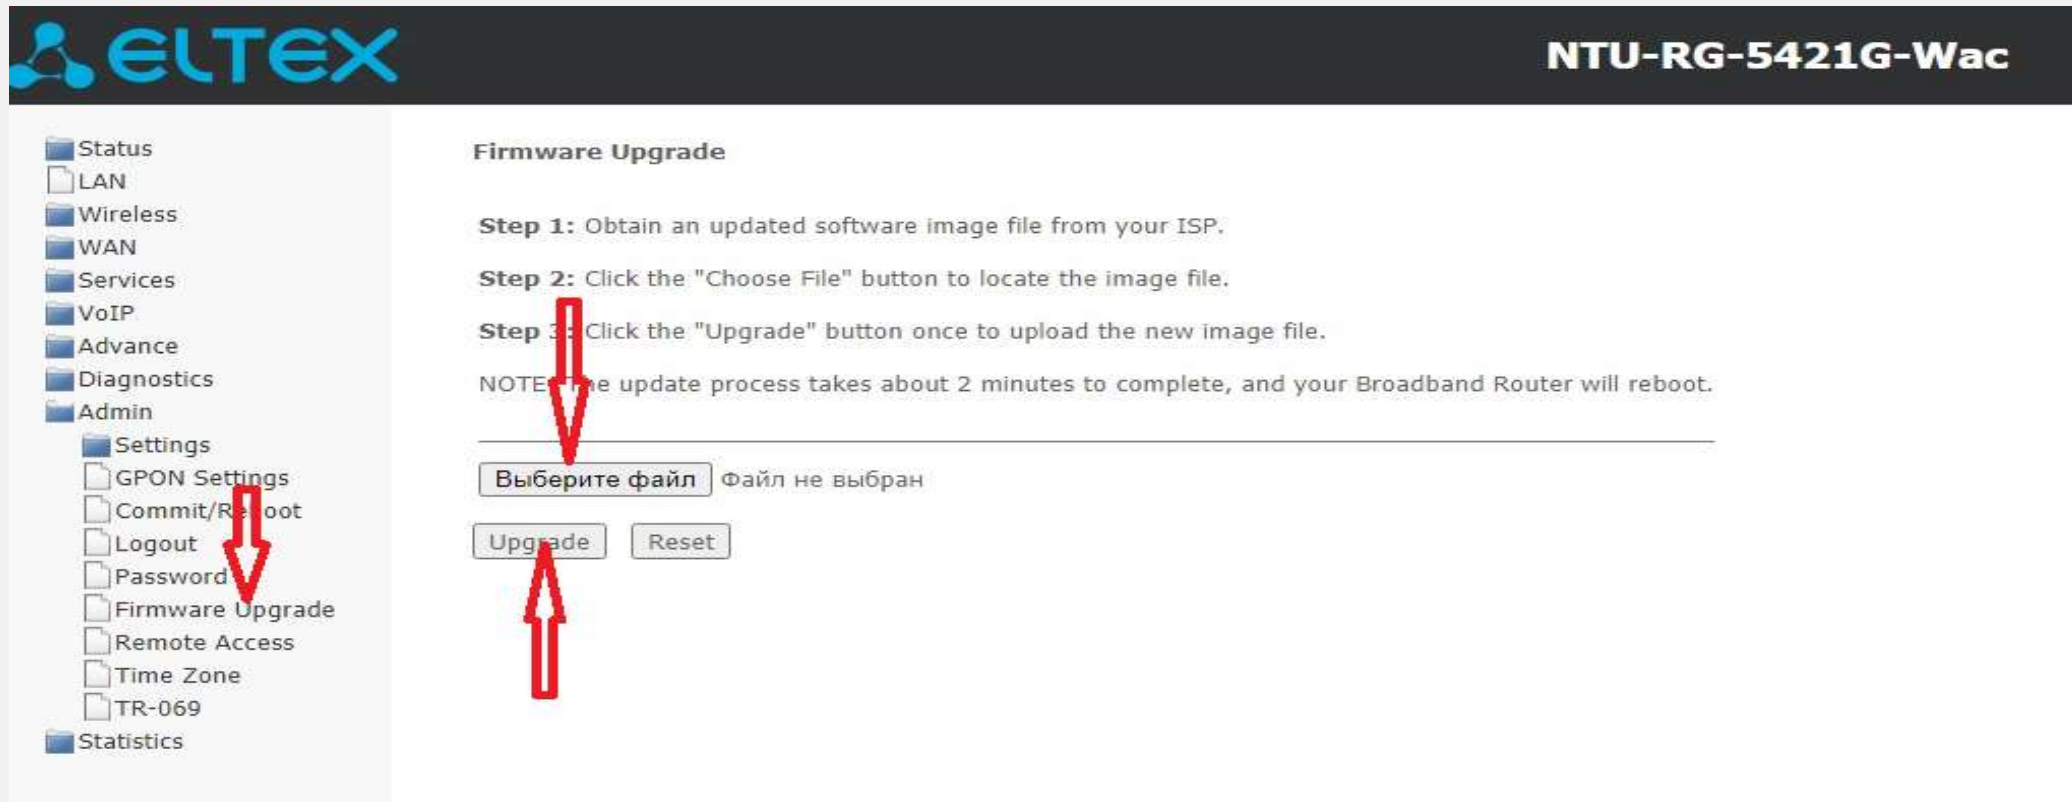 ELTEX
NTU-RG-5421G-Wac
Status
LAN
Wireless
WAN
Services
VoIP
Advance
Diagnostics
Admin
Settings
GPON Settings
Commit/Reboot
Logout
Password
Firmware Upgrade
Remote Access
Time Zone
TR-069
Statistics
Firmware Upgrade
Step 1: Obtain an updated software image file from your ISP.
Step 2: Click the "Choose File" button to locate the image file.
Step 3: Click the "Upgrade" button once to upload the new image file.
NOTE: The update process takes about 2 minutes to complete, and your Broadband Router will reboot.
Выберите файл Файл не выбран
Upgrade Reset